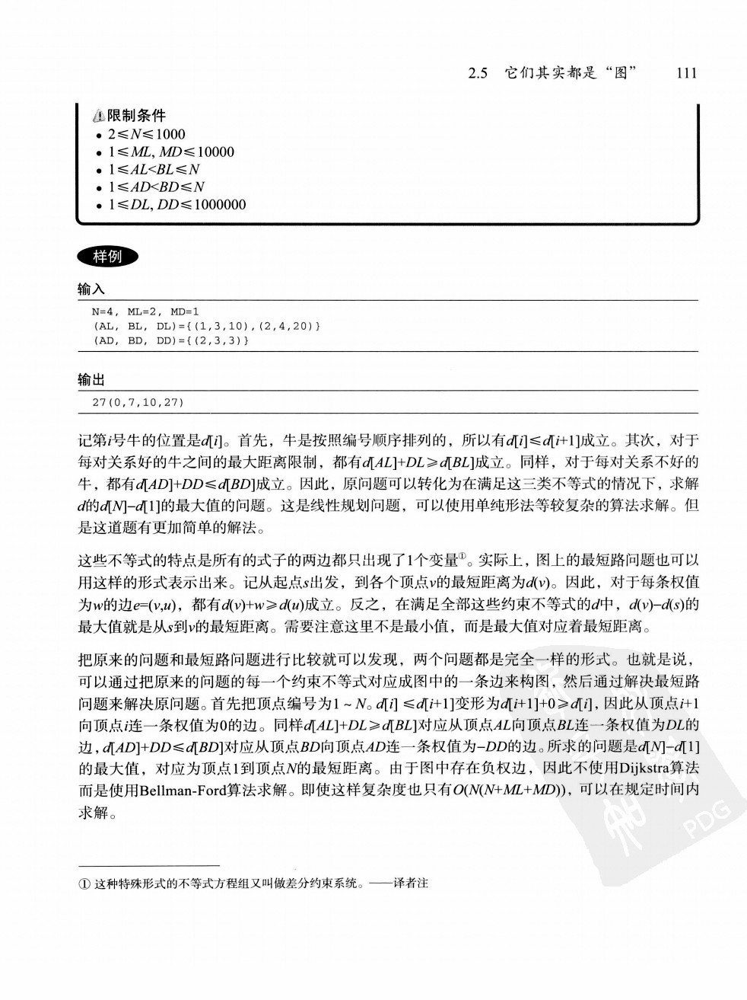 2.5 它们其实都是“图” 111
限制条件
• 2≤N≤1000
• 1≤ML, MD≤10000
• 1≤AL<BL≤N
• 1≤AD<BD≤N
• 1≤DL, DD≤1000000
样例
输入
N=4, ML=2, MD=1
(AL, BL, DL)={(1,3,10),(2,4,20)}
(AD, BD, DD)={(2,3,3)}
输出
27(0,7,10,27)
记第i号牛的位置是d[i]。首先，牛是按照编号顺序排列的，所以有d[i]≤d[i+1]成立。其次，对于
每对关系好的牛之间的最大距离限制，都有d[AL]+DL≥d[BL]成立。同样，对于每对关系不好的
牛，都有d[AD]+DD≤d[BD]成立。因此，原问题可以转化为在满足这三类不等式的情况下，求解
d的d[N]–d[1]的最大值的问题。这是线性规划问题，可以使用单纯形法等较复杂的算法求解。但
是这道题有更加简单的解法。
这些不等式的特点是所有的式子的两边都只出现了1个变量①。实际上，图上的最短路问题也可以
用这样的形式表示出来。记从起点s出发，到各个顶点v的最短距离为d(v)。因此，对于每条权值
为w的边e=(v,u)，都有d(v)+w≥d(u)成立。反之，在满足全部这些约束不等式的d中，d(v)–d(s)的
最大值就是从s到v的最短距离。需要注意这里不是最小值，而是最大值对应着最短距离。
把原来的问题和最短路问题进行比较就可以发现，两个问题都是完全一样的形式。也就是说，
可以通过把原来的问题的每一个约束不等式对应成图中的一条边来构图，然后通过解决最短路
问题来解决原问题。首先把顶点编号为1~N。d[i] ≤d[i+1]变形为d[i+1]+0≥d[i]，因此从顶点i+1
向顶点i连一条权值为0的边。同样d[AL]+DL≥d[BL]对应从顶点AL向顶点BL连一条权值为DL的
边，d[AD]+DD≤d[BD]对应从顶点BD向顶点AD连一条权值为–DD的边。所求的问题是d[N]–d[1]
的最大值，对应为顶点1到顶点N的最短距离。由于图中存在负权边，因此不使用Dijkstra算法
而是使用Bellman-Ford算法求解。即使这样复杂度也只有O(N(N+ML+MD))，可以在规定时间内
求解。
PDG
① 这种特殊形式的不等式方程组又叫做差分约束系统。——译者注